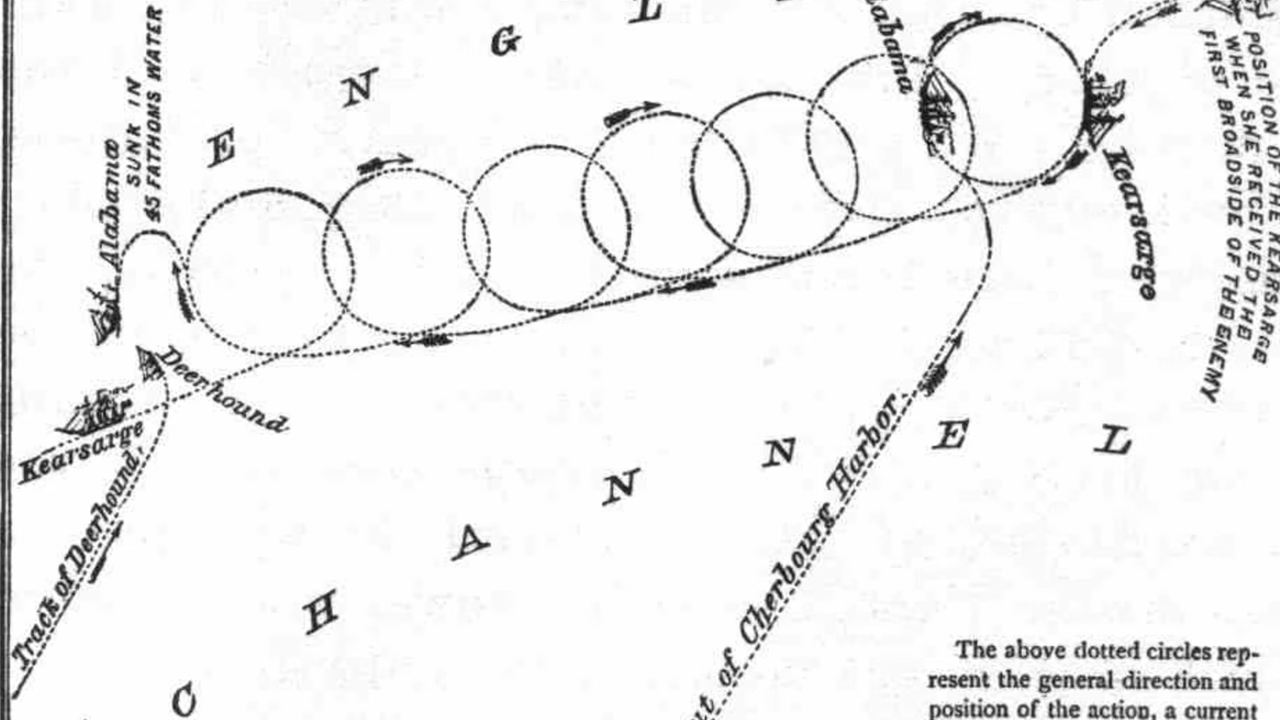 E N G L
Alabama
SUNK IN
45 FATHOMS WATER
Kearsarge
POSITION OF THE KEARSARGE
WHEN SHE RECEIVED THE
FIRST BROADSIDE OF THE ENEMY
Alabama
Deerhound
Kearsarge
Track of Deerhound
of Cherbourg Harbor.
C H A N N E L
The above dotted circles rep-
resent the general direction and
position of the action, a current